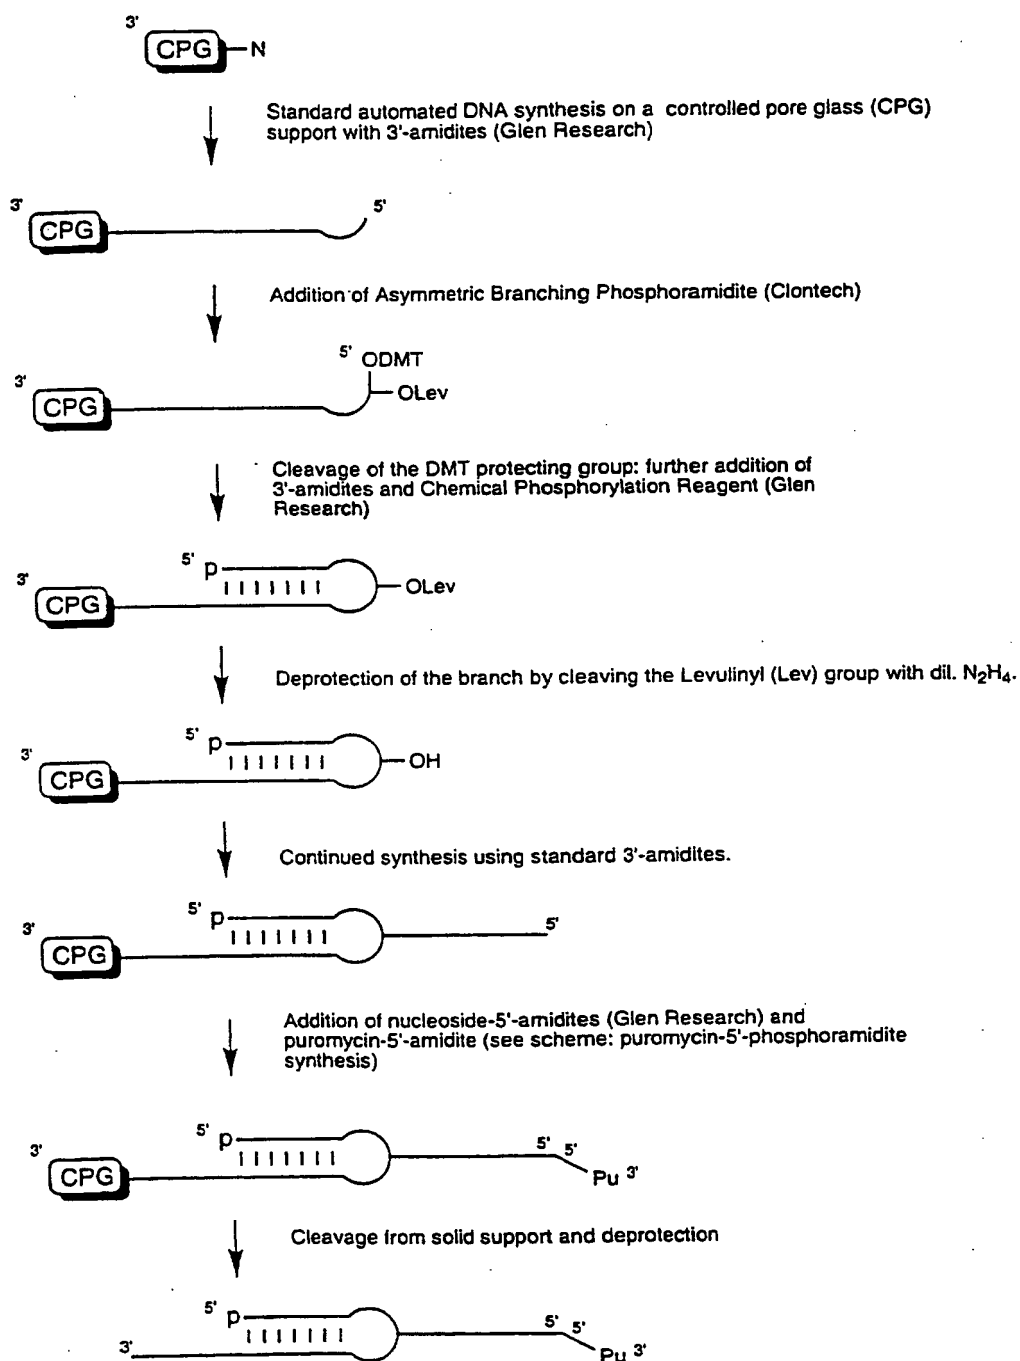 3'
CPG N
Standard automated DNA synthesis on a controlled pore glass (CPG)
support with 3'-amidites (Glen Research)
3' 5'
CPG
Addition of Asymmetric Branching Phosphoramidite (Clontech)
5' ODMT
3' OLev
CPG
Cleavage of the DMT protecting group: further addition of
3'-amidites and Chemical Phosphorylation Reagent (Glen
Research)
5' p
3' OLev
CPG
Deprotection of the branch by cleaving the Levulinyl (Lev) group with dil. N₂H₄.
5' p
3' OH
CPG
Continued synthesis using standard 3'-amidites.
5' p 5'
3'
CPG
Addition of nucleoside-5'-amidites (Glen Research) and
puromycin-5'-amidite (see scheme: puromycin-5'-phosphoramidite
synthesis)
5' p 5' 5'
3'
CPG Pu 3'
Cleavage from solid support and deprotection
5' p 5' 5'
3' Pu 3'